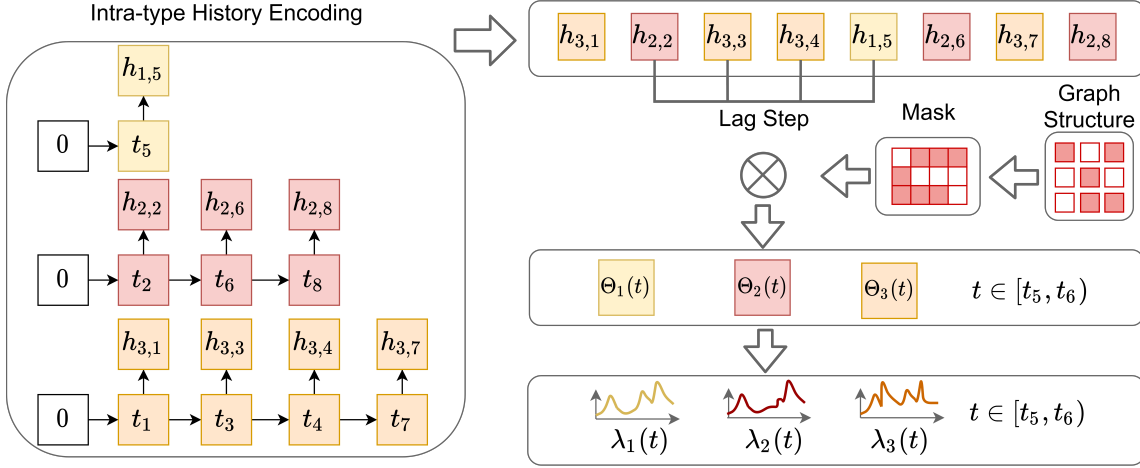 Intra-type History Encoding
h1,5
0 t5
h2,2 h2,6 h2,8
0 t2 t6 t8
h3,1 h3,3 h3,4 h3,7
0 t1 t3 t4 t7
h3,1 h2,2 h3,3 h3,4 h1,5 h2,6 h3,7 h2,8
Lag Step
Mask
Graph
Structure
Θ1(t) Θ2(t) Θ3(t) t ∈ [t5, t6)
λ1(t) λ2(t) λ3(t) t ∈ [t5, t6)